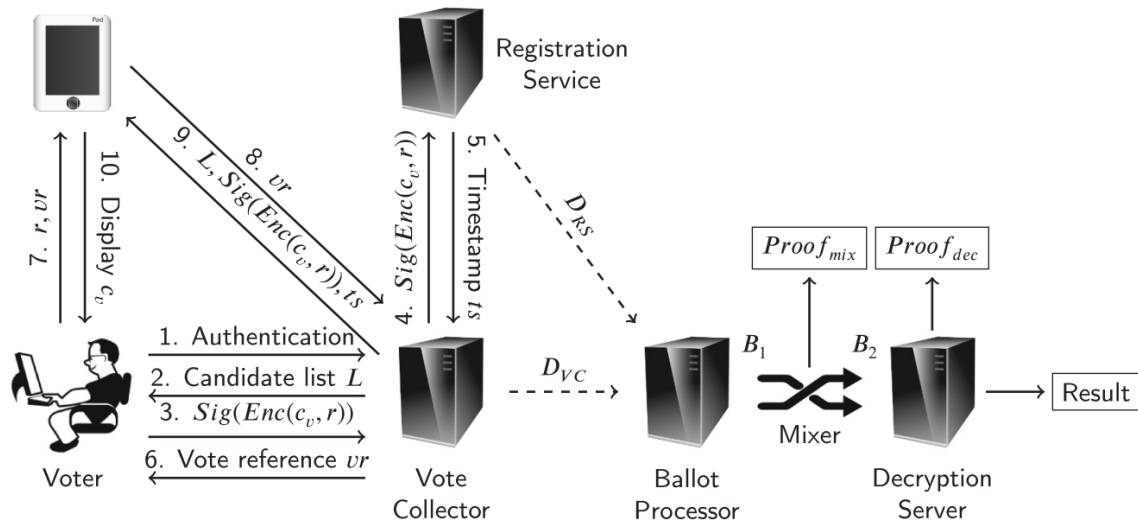 Pod
Registration
Service
10. Display c_v
7. r, vr
8. vr
9. L, Sig(Enc(c_v, r)), ts
4. Sig(Enc(c_v, r))
5. Timestamp ts
D_RS
Proof_mix
Proof_dec
1. Authentication
2. Candidate list L
3. Sig(Enc(c_v, r))
6. Vote reference vr
D_VC
B_1
B_2
Result
Mixer
Voter
Vote
Collector
Ballot
Processor
Decryption
Server